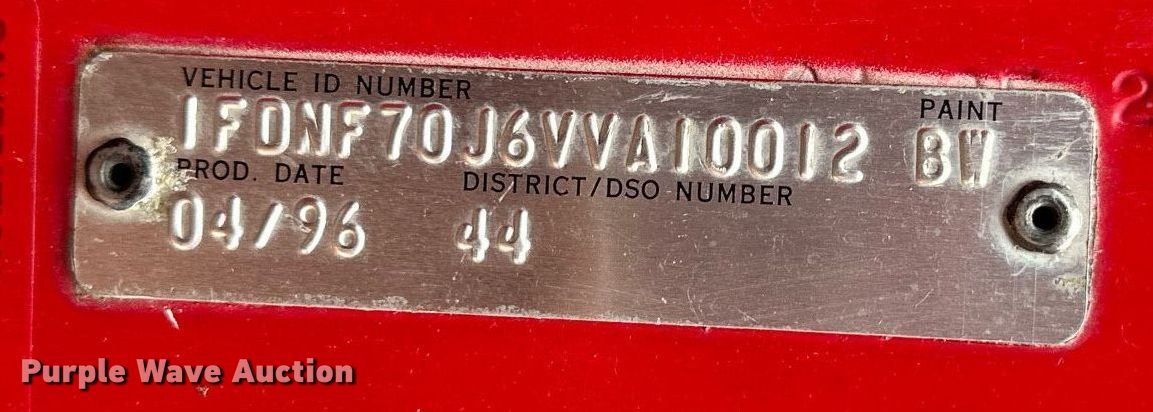 VEHICLE ID NUMBER
1FDNF70J6VVA10012
PAINT
BW
PROD. DATE
04/96
DISTRICT/DSO NUMBER
44
Purple Wave Auction